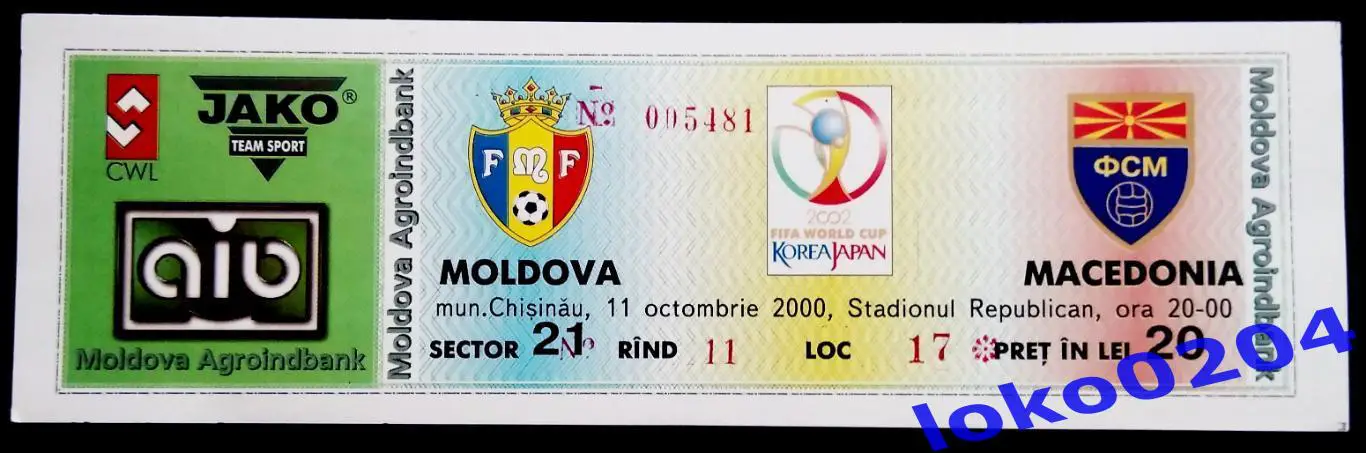 CWL
JAKO®
TEAM SPORT
aib
Moldova Agroindbank
Moldova Agroindbank
FMF
№ 005481
2002
FIFA WORLD CUP
KOREA JAPAN
ФСМ
MOLDOVA
MACEDONIA
mun.Chişinău, 11 octombrie 2000, Stadionul Republican, ora 20-00
SECTOR 21 № RÎND 11 LOC 17 PREŢ ÎN LEI 20
Moldova Agroindbank
loko0204